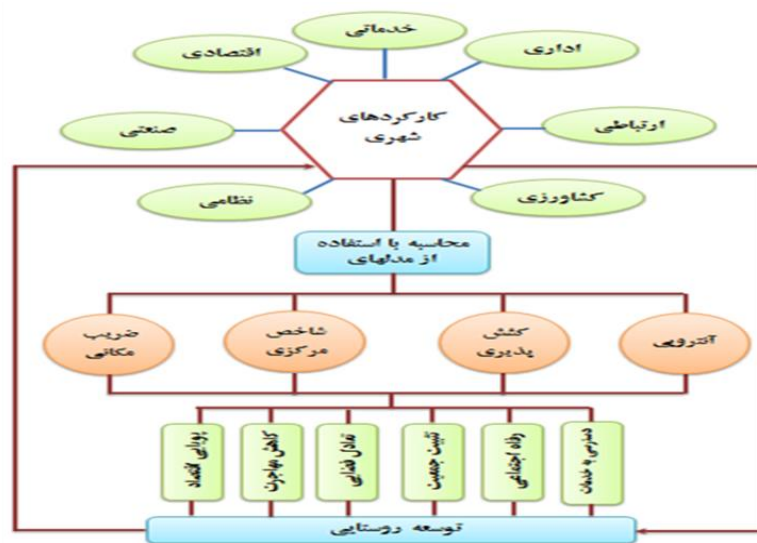 خدماتی
اداری
اقتصادی
کارکردهای
شهری
ارتباطی
صنعتی
کشاورزی
نظامی
محاسبه با استفاده
از مدلهای
آنتروپی
کشش
پذیری
شاخص
مرکزی
ضریب
مکانی
دسترسی به خدمات
رفاه اجتماعی
تثبیت جمعیت
تعادل فضایی
کاهش مهاجرت
پویایی اقتصاد
توسعه روستایی